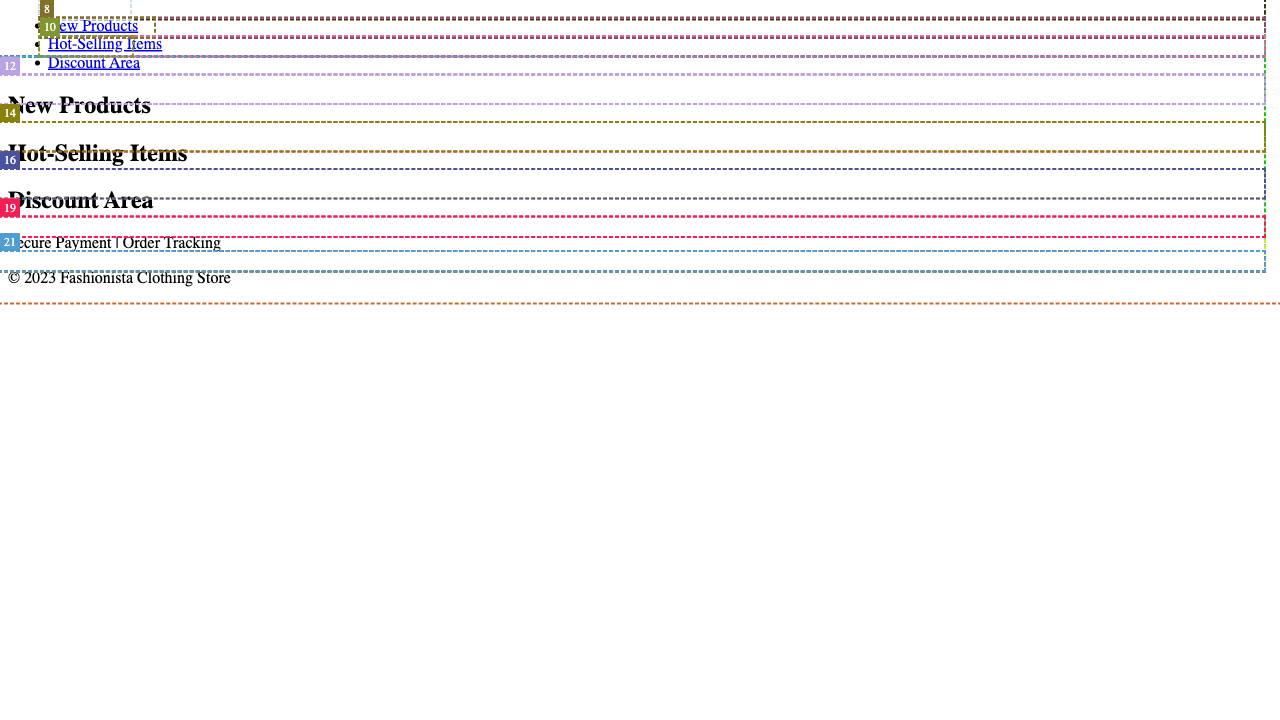 8
10
New Products
Hot-Selling Items
12
Discount Area
New Products
14
Hot-Selling Items
16
Discount Area
19
21
Secure Payment | Order Tracking
© 2023 Fashionista Clothing Store